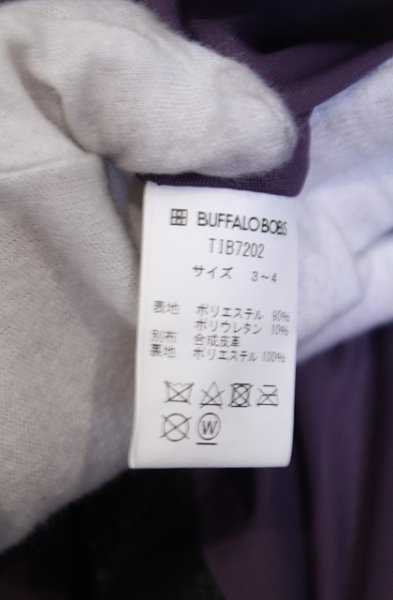 BUFFALO BOBS
TIB7202
サイズ 3～4
表地 ポリエステル 90%
ポリウレタン 10%
別布 合成皮革
裏地 ポリエステル 100%
W